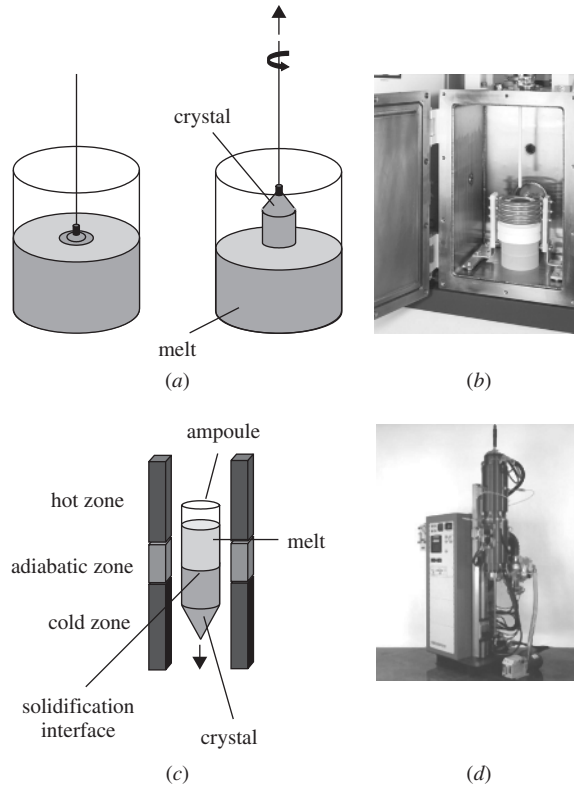 crystal
melt
(a)
(b)
ampoule
hot zone
melt
adiabatic zone
cold zone
solidification
interface
crystal
(c)
(d)